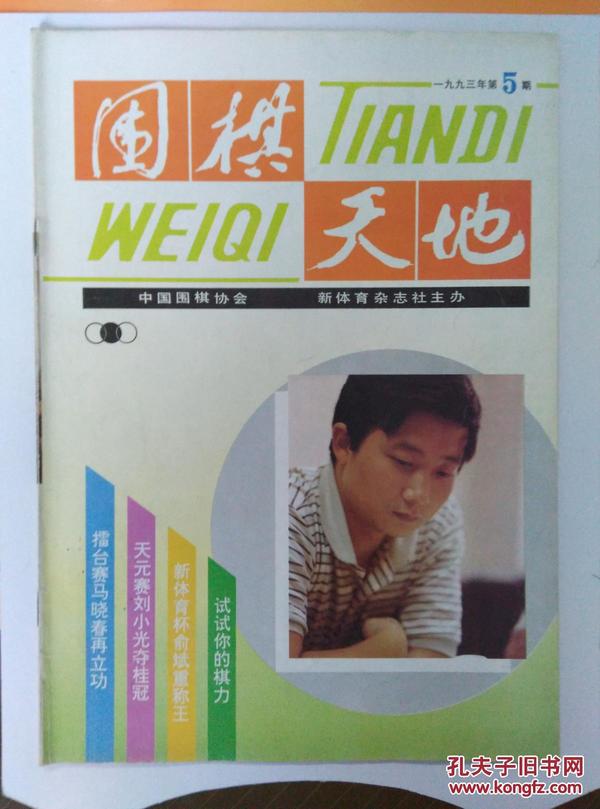 一九九三年第5期
围棋 TIANDI
WEIQI 天地
中国围棋协会 新体育杂志社主办
擂台赛马晓春再立功
天元赛刘小光夺桂冠
新体育杯俞斌重称王
试试你的棋力
孔夫子旧书网
www.kongfz.com